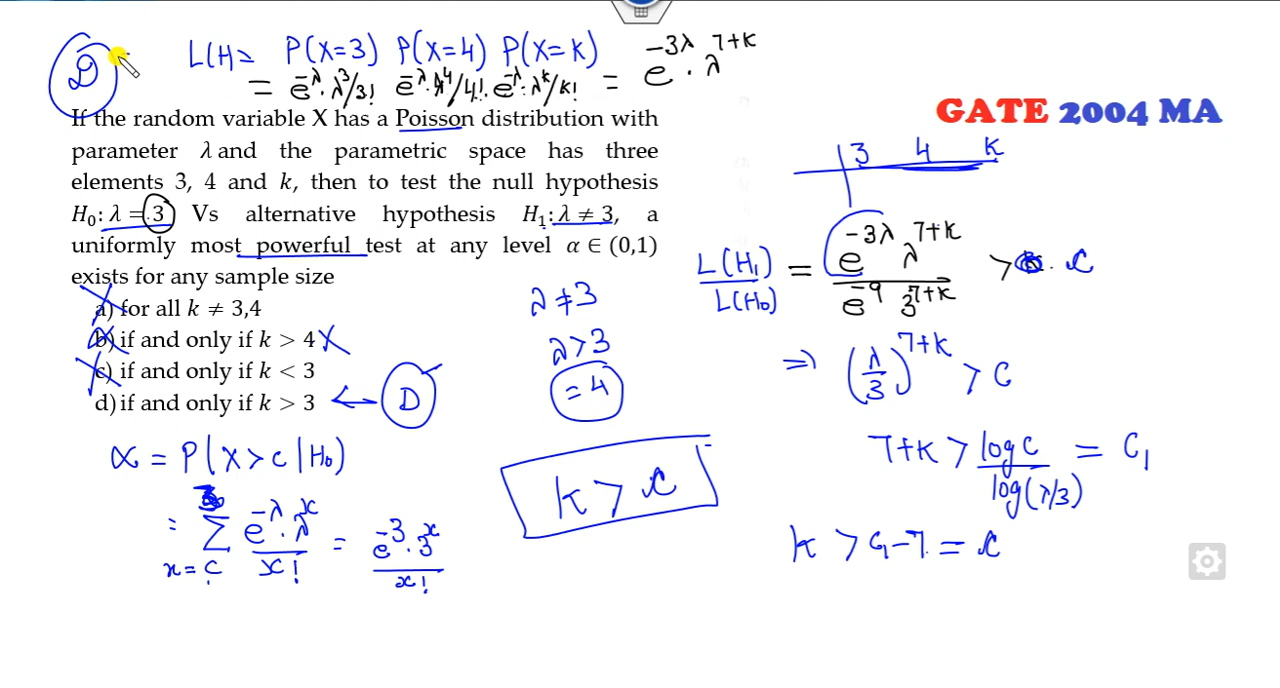 D
L(H= P(X=3) P(X=4) P(X=K)
= e^-λ·λ^3/3! e^-λ·λ^4/4! e^-λ·λ^k/k! = e^-3λ·λ^7+k
If the random variable X has a Poisson distribution with
parameter λ and the parametric space has three
elements 3, 4 and k, then to test the null hypothesis
H₀: λ = 3 Vs alternative hypothesis H₁: λ ≠ 3, a
uniformly most powerful test at any level α ∈ (0,1)
exists for any sample size
a) for all k ≠ 3,4
b) if and only if k > 4
c) if and only if k < 3
d) if and only if k > 3 ← D
α = P(X>c|H₀)
= Σ e^-λ·λ^x/x! = e^-3·3^x/x!
x=c
λ≠3
λ>3
=4
k > c
GATE 2004 MA
3 4 K
L(H₁)/L(H₀) = e^-3λ λ^7+k / e^-9 3^7+k > c
⇒ (λ/3)^7+k > c
7+k > log c / log(λ/3) = C₁
k > C₁-7 = c